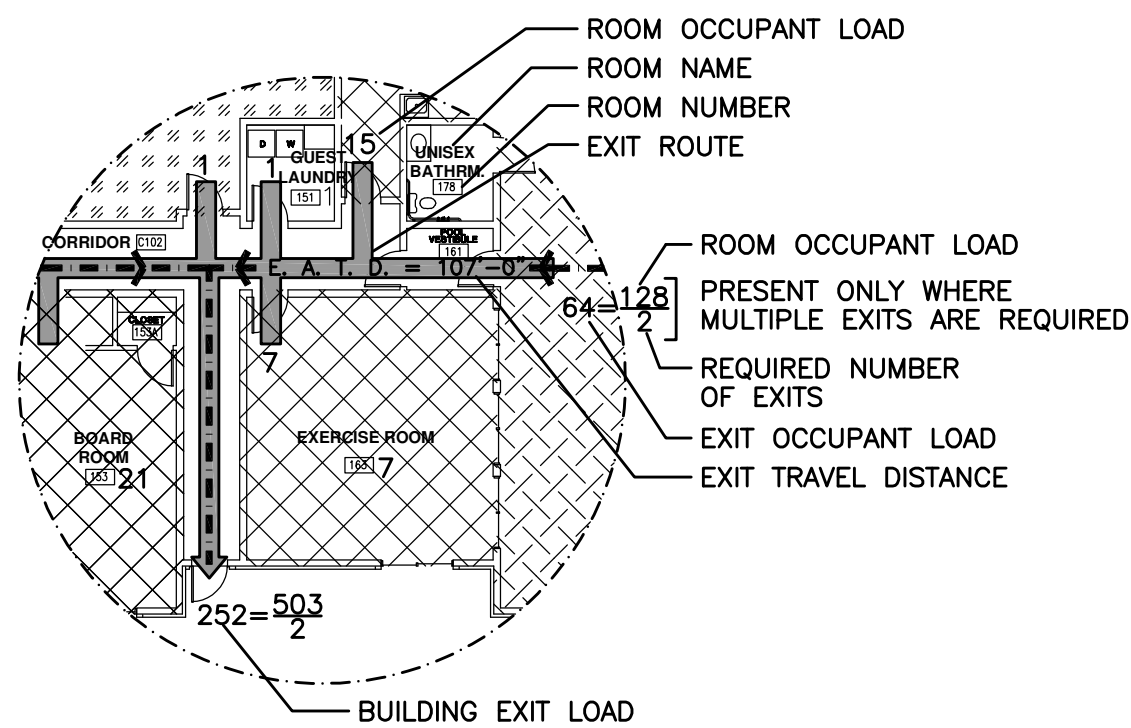 ROOM OCCUPANT LOAD
ROOM NAME
ROOM NUMBER
EXIT ROUTE
15
D W
GUEST
LAUNDRY
151
1
UNISEX
BATHRM.
178
1
1
CORRIDOR C102
POOL
VESTIBULE
161
E. A. T. D. = 107'-0"
ROOM OCCUPANT LOAD
64=128/2
PRESENT ONLY WHERE
MULTIPLE EXITS ARE REQUIRED
REQUIRED NUMBER
OF EXITS
EXIT OCCUPANT LOAD
EXIT TRAVEL DISTANCE
CLOSET
153A
7
BOARD
ROOM
153 21
EXERCISE ROOM
163 7
252=503/2
BUILDING EXIT LOAD